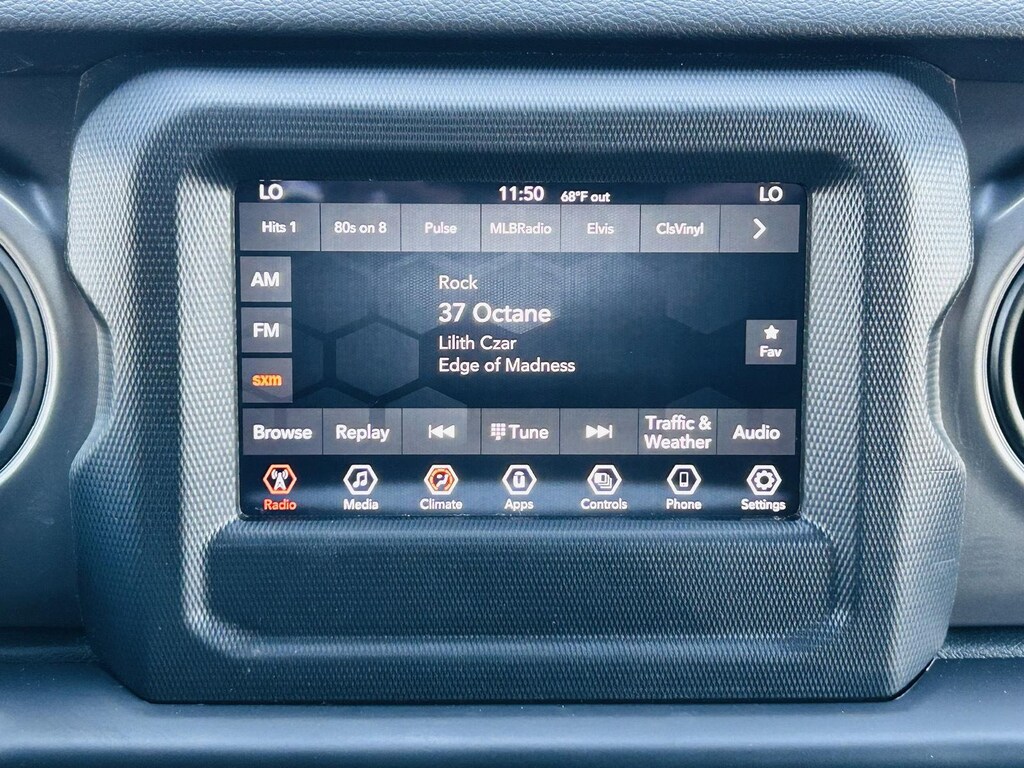 LO 11:50 68°F out LO
Hits 1 80s on 8 Pulse MLBRadio Elvis ClsVinyl
AM
FM
sxm
Rock
37 Octane
Lilith Czar
Edge of Madness
Fav
Browse Replay Tune Traffic & Weather Audio
Radio Media Climate Apps Controls Phone Settings